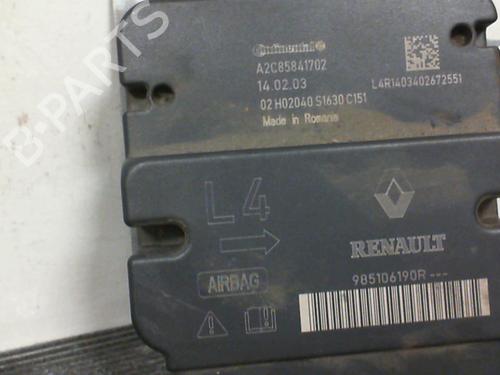 B-PARTS
Continental
A2C85841702
14.02.03
L4R1403402672551
02 H02040 S1630 C151
Made in Romania
L4
RENAULT
AIRBAG
985106190R ---